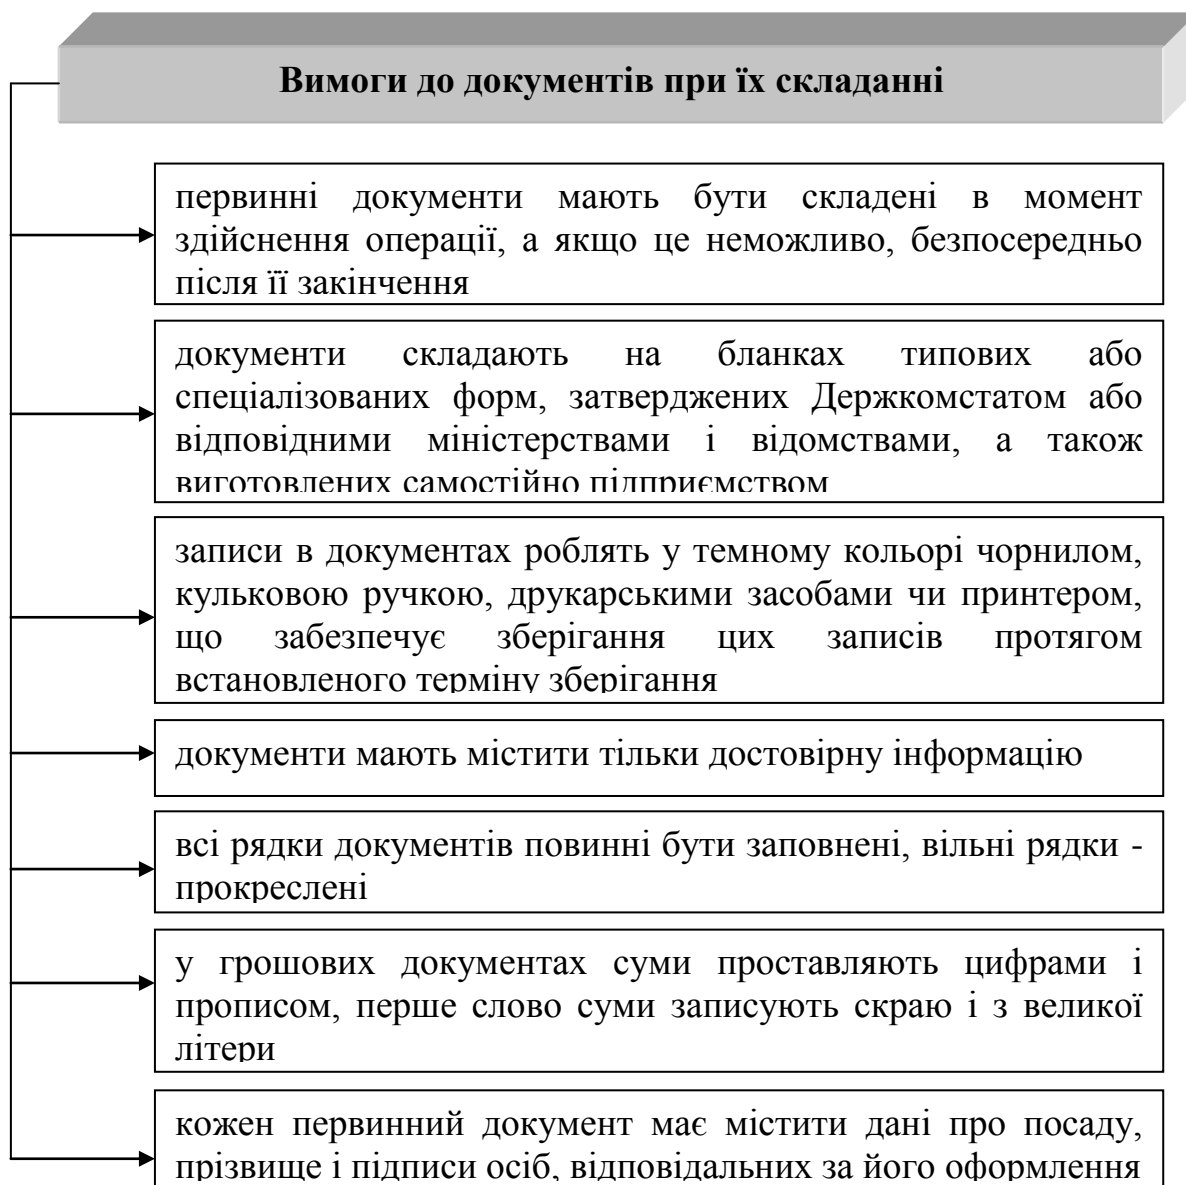 Вимоги до документів при їх складанні
первинні документи мають бути складені в момент
здійснення операції, а якщо це неможливо, безпосередньо
після її закінчення
документи складають на бланках типових або
спеціалізованих форм, затверджених Держкомстатом або
відповідними міністерствами і відомствами, а також
виготовлених самостійно підприємством
записи в документах роблять у темному кольорі чорнилом,
кульковою ручкою, друкарськими засобами чи принтером,
що забезпечує зберігання цих записів протягом
встановленого терміну зберігання
документи мають містити тільки достовірну інформацію
всі рядки документів повинні бути заповнені, вільні рядки -
прокреслені
у грошових документах суми проставляють цифрами і
прописом, перше слово суми записують скраю і з великої
літери
кожен первинний документ має містити дані про посаду,
прізвище і підписи осіб, відповідальних за його оформлення